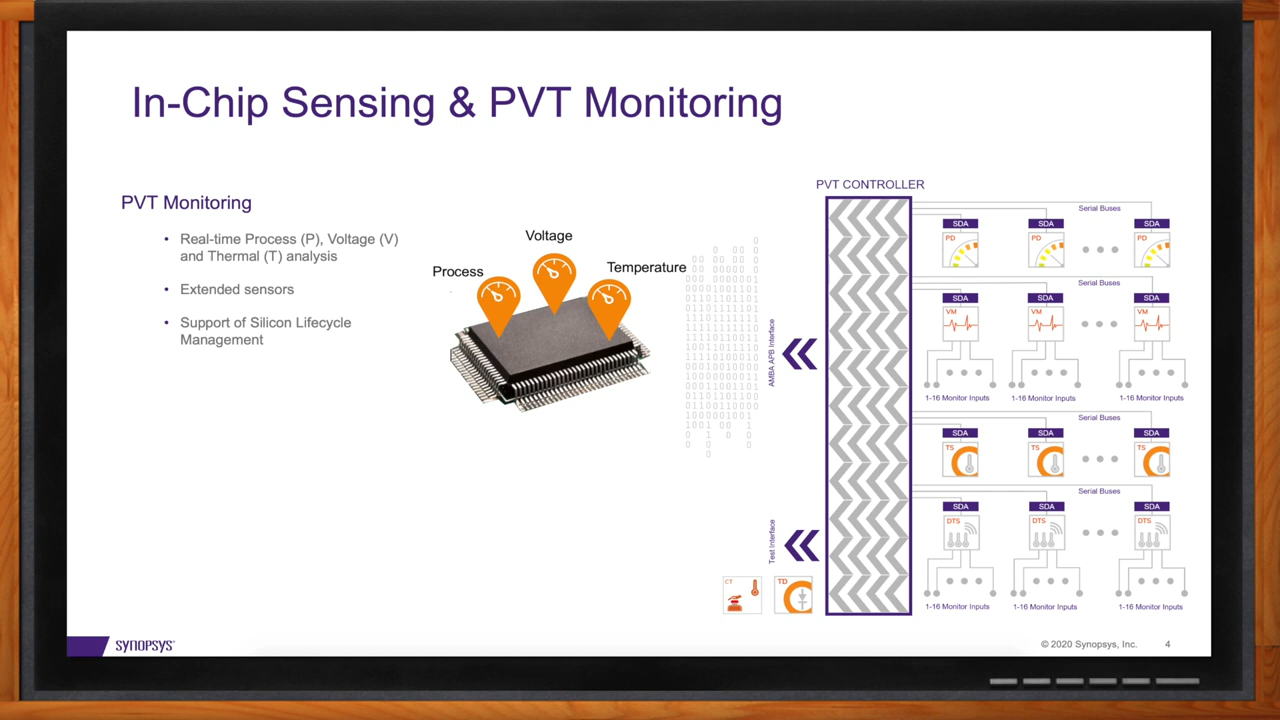 In-Chip Sensing & PVT Monitoring
PVT Monitoring
• Real-time Process (P), Voltage (V)
and Thermal (T) analysis
• Extended sensors
• Support of Silicon Lifecycle
Management
Process
Voltage
Temperature
AMBA APB Interface
Test Interface
CT
TD
PVT CONTROLLER
Serial Buses
SDA
SDA
SDA
PD
PD
PD
Serial Buses
SDA
SDA
SDA
VM
VM
VM
1-16 Monitor Inputs
1-16 Monitor Inputs
1-16 Monitor Inputs
Serial Buses
SDA
SDA
SDA
TS
TS
TS
Serial Buses
SDA
SDA
SDA
DTS
DTS
DTS
1-16 Monitor Inputs
1-16 Monitor Inputs
1-16 Monitor Inputs
SYNOPSYS
© 2020 Synopsys, Inc.
4